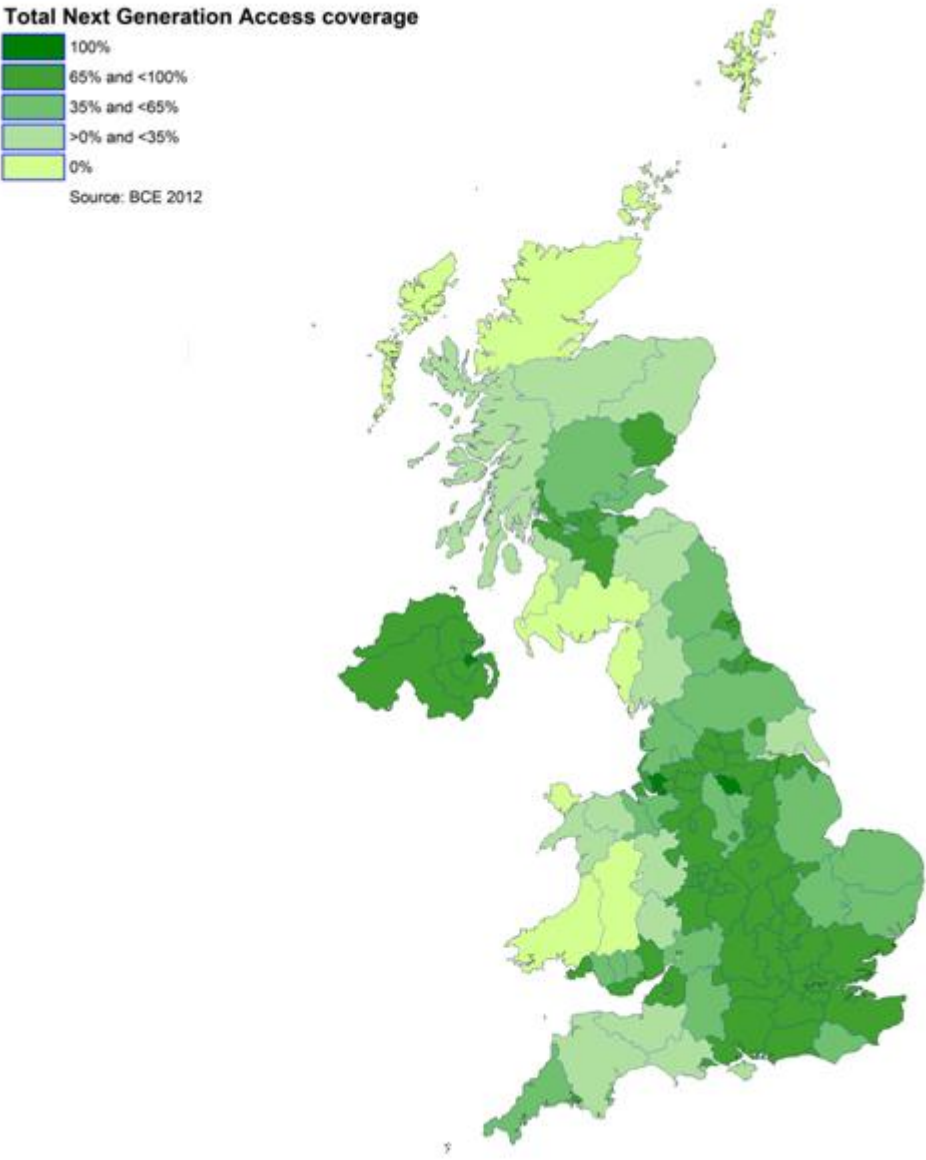 Total Next Generation Access coverage
100%
65% and <100%
35% and <65%
>0% and <35%
0%
Source: BCE 2012